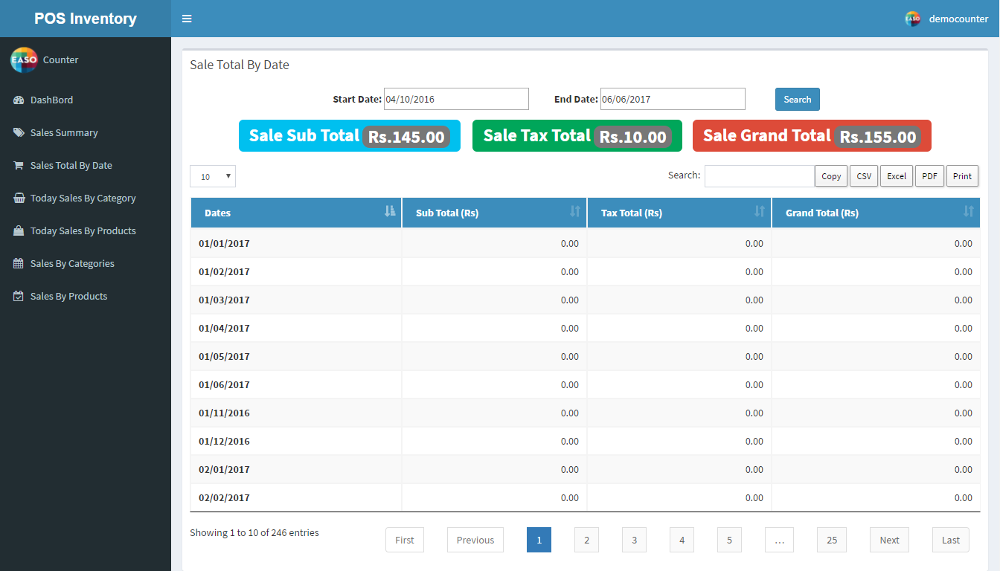 POS Inventory
democounter
EASO
EASO Counter
DashBord
Sales Summary
Sales Total By Date
Today Sales By Category
Today Sales By Products
Sales By Categories
Sales By Products
Sale Total By Date
Start Date: 04/10/2016 End Date: 06/06/2017 Search
Sale Sub Total Rs.145.00 Sale Tax Total Rs.10.00 Sale Grand Total Rs.155.00
10 Search: Copy CSV Excel PDF Print
Dates Sub Total (Rs) Tax Total (Rs) Grand Total (Rs)
01/01/2017 0.00 0.00 0.00
01/02/2017 0.00 0.00 0.00
01/03/2017 0.00 0.00 0.00
01/04/2017 0.00 0.00 0.00
01/05/2017 0.00 0.00 0.00
01/06/2017 0.00 0.00 0.00
01/11/2016 0.00 0.00 0.00
01/12/2016 0.00 0.00 0.00
02/01/2017 0.00 0.00 0.00
02/02/2017 0.00 0.00 0.00
Showing 1 to 10 of 246 entries First Previous 1 2 3 4 5 … 25 Next Last